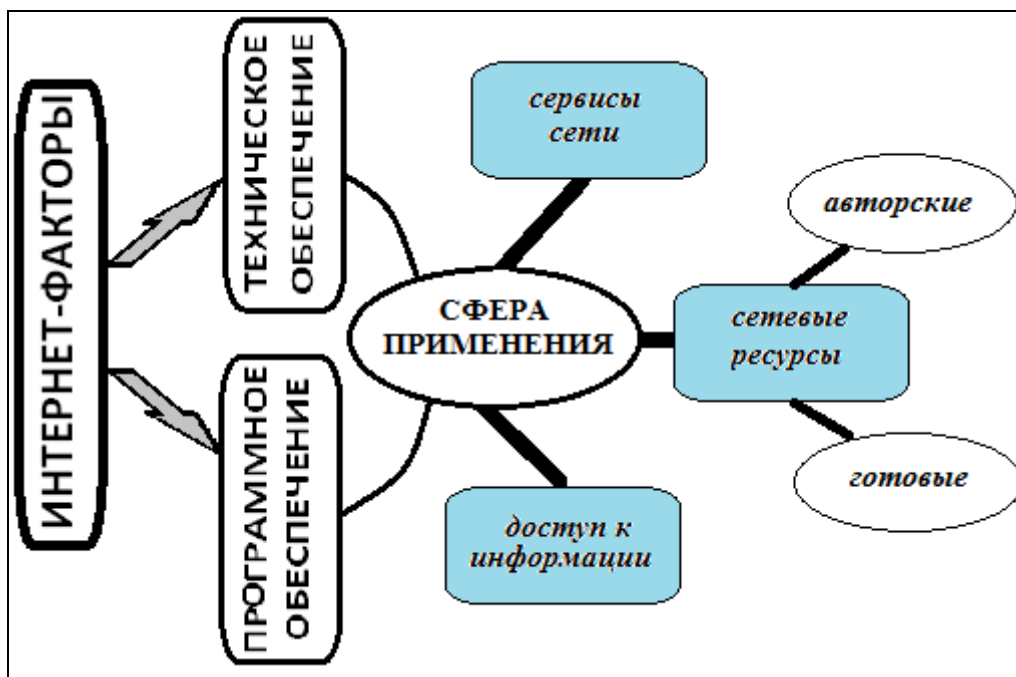 ИНТЕРНЕТ-ФАКТОРЫ
ТЕХНИЧЕСКОЕ
ОБЕСПЕЧЕНИЕ
ПРОГРАММНОЕ
ОБЕСПЕЧЕНИЕ
СФЕРА
ПРИМЕНЕНИЯ
сервисы
сети
сетевые
ресурсы
авторские
готовые
доступ к
информации